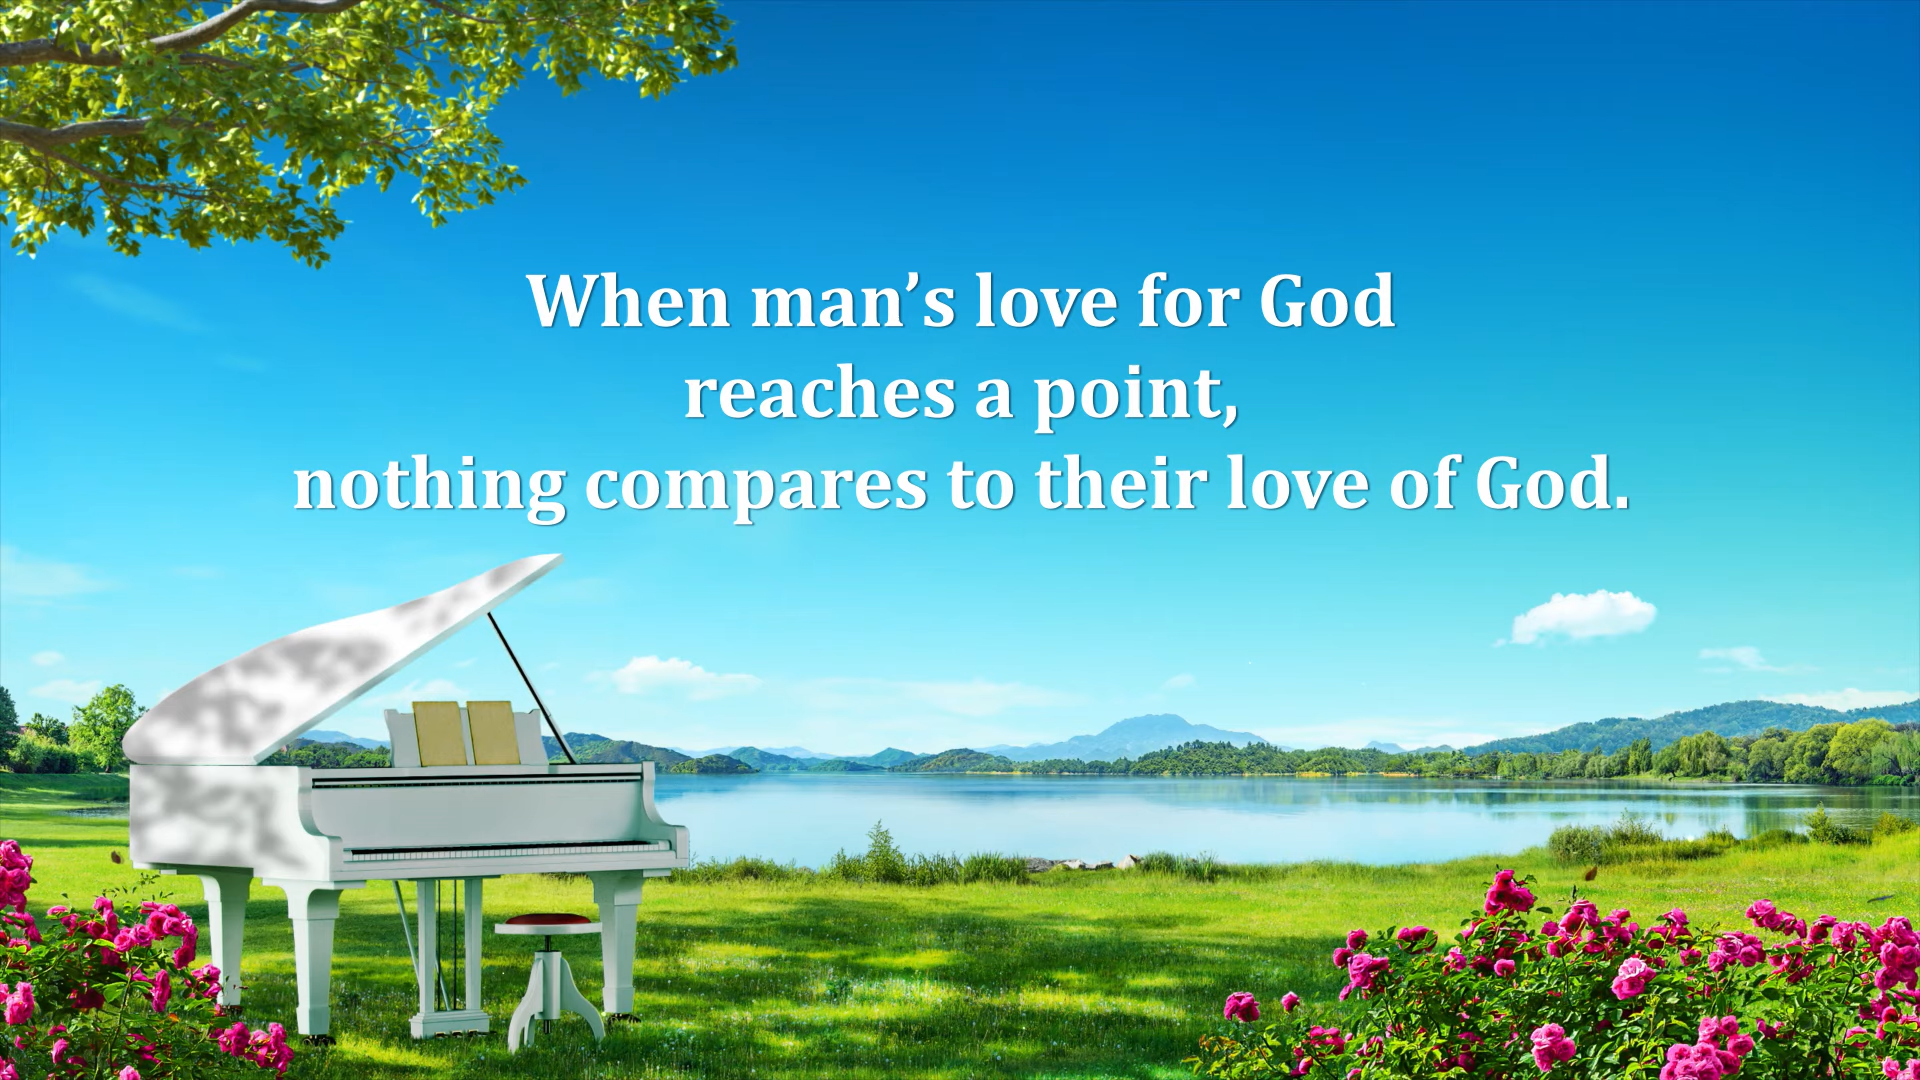 When man’s love for God
reaches a point,
nothing compares to their love of God.